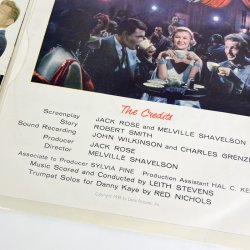 The Credits
Screenplay JACK ROSE and MELVILLE SHAVELSON
Story ROBERT SMITH
Sound Recording JOHN WILKINSON and CHARLES
Producer JACK ROSE
Director MELVILLE SHAVELSON
Associate to Producer SYLVIA FINE Production Assistant HAL C.
Music Scored and Conducted by LEITH STEVENS
Trumpet Solos for Danny Kaye by RED NICHOLS